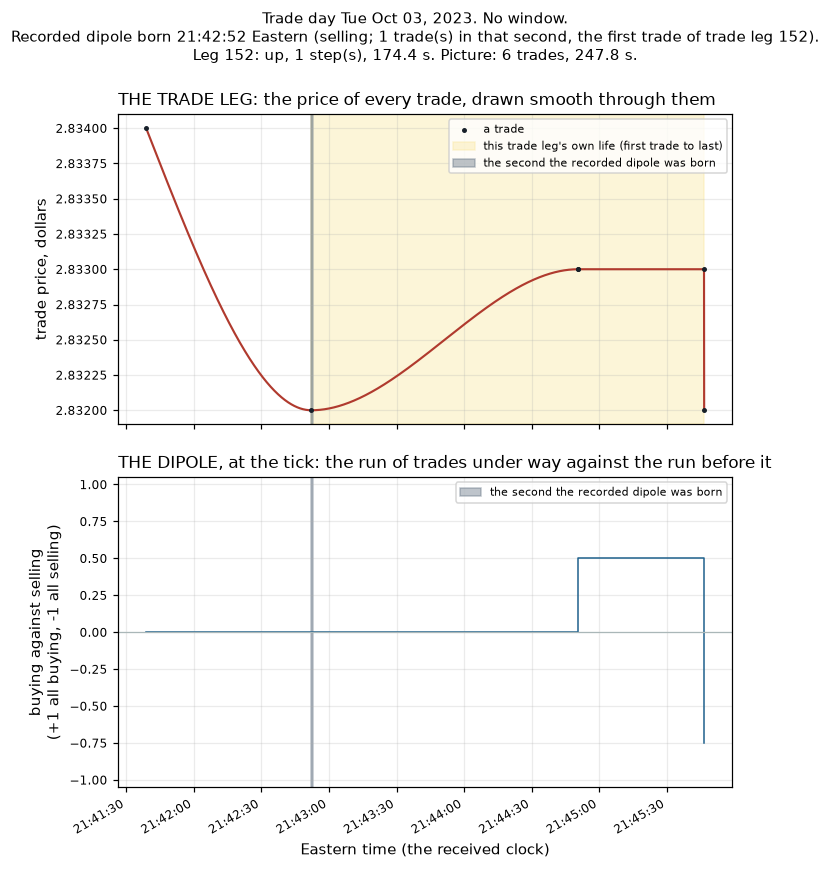 Trade day Tue Oct 03, 2023. No window.
Recorded dipole born 21:42:52 Eastern (selling; 1 trade(s) in that second, the first trade of trade leg 152).
Leg 152: up, 1 step(s), 174.4 s. Picture: 6 trades, 247.8 s.
THE TRADE LEG: the price of every trade, drawn smooth through them
a trade
this trade leg's own life (first trade to last)
the second the recorded dipole was born
trade price, dollars
2.83400
2.83375
2.83350
2.83325
2.83300
2.83275
2.83250
2.83225
2.83200
THE DIPOLE, at the tick: the run of trades under way against the run before it
the second the recorded dipole was born
buying against selling
(+1 all buying, -1 all selling)
1.00
0.75
0.50
0.25
0.00
−0.25
−0.50
−0.75
−1.00
21:41:30
21:42:00
21:42:30
21:43:00
21:43:30
21:44:00
21:44:30
21:45:00
21:45:30
Eastern time (the received clock)